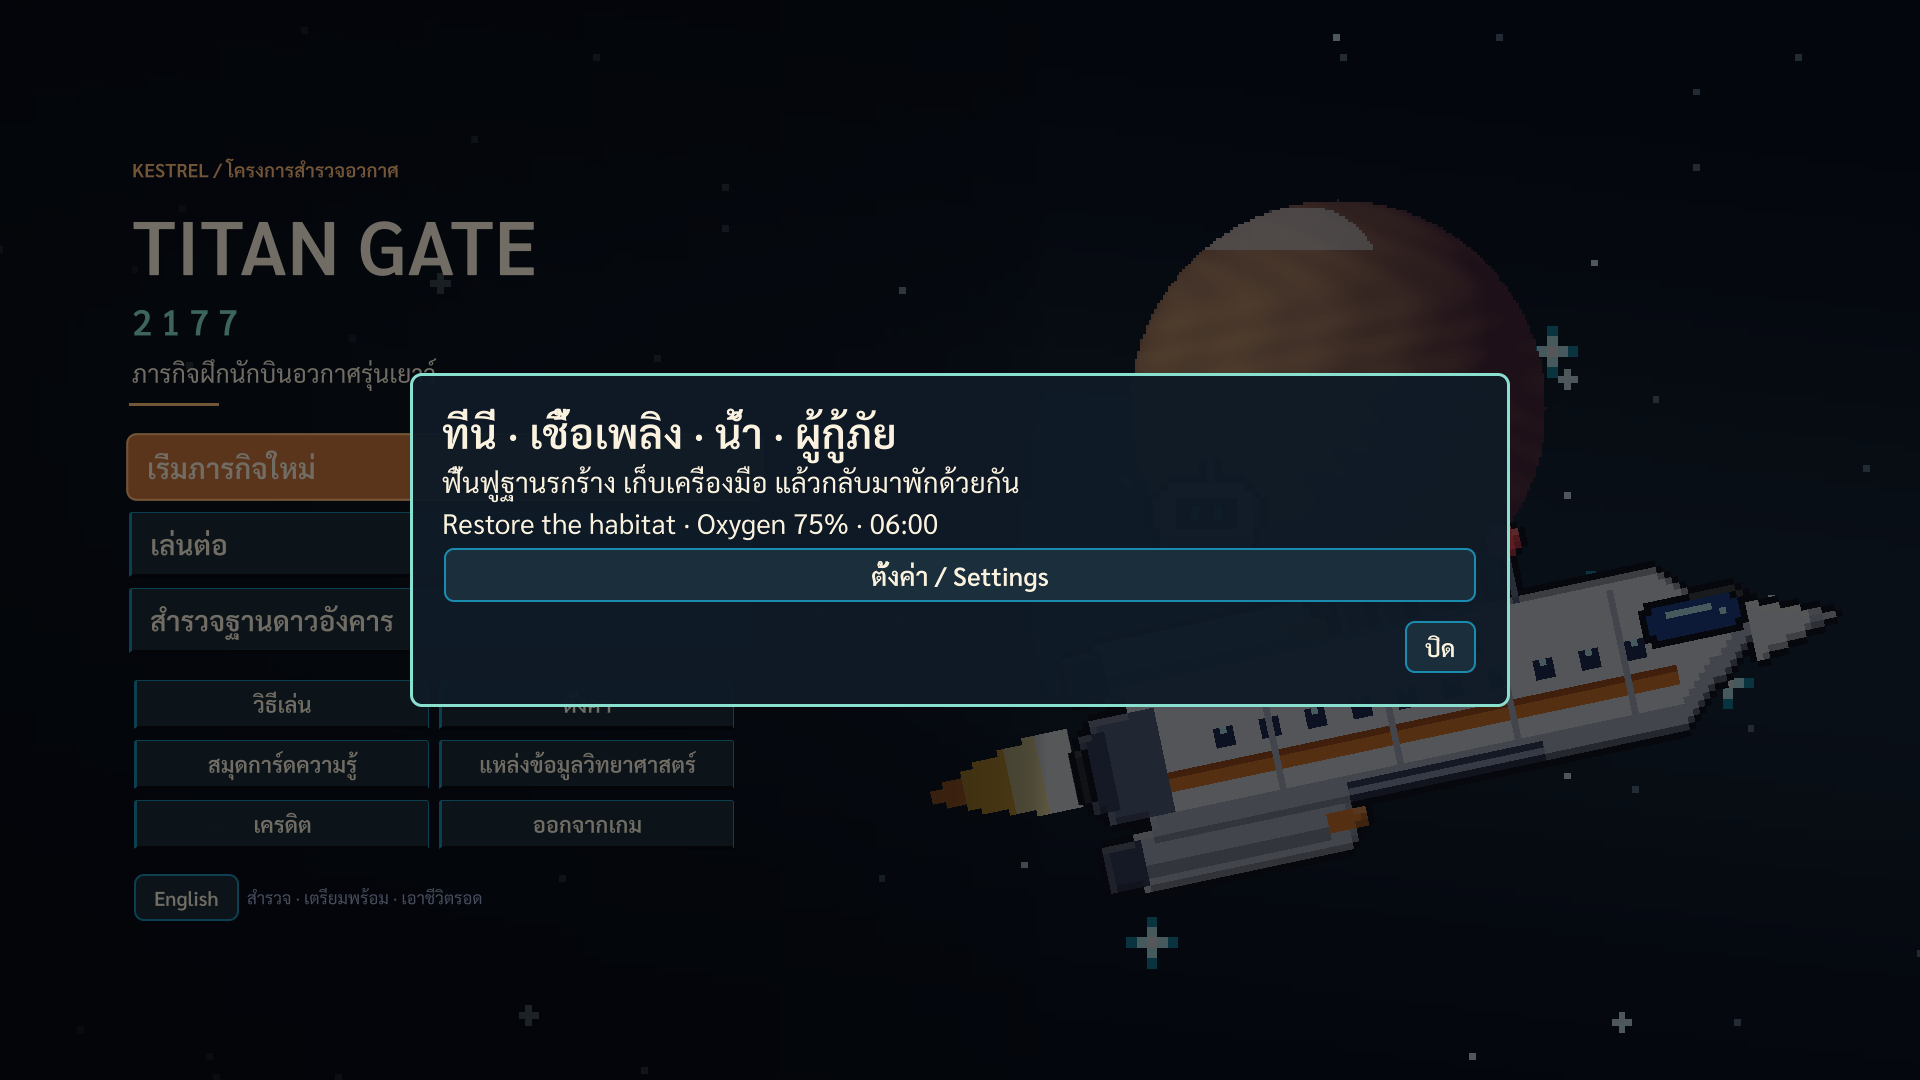 KESTREL / โครงการสำรวจอวกาศ
TITAN GATE
2177
ภารกิจฝึกนักบินอวกาศรุ่นเยาว์
เริ่มภารกิจใหม่
เล่นต่อ
สำรวจฐานดาวอังคาร
ที่นี่ · เชื้อเพลิง · น้ำ · ผู้กู้ภัย
ฟื้นฟูฐานรกร้าง เก็บเครื่องมือ แล้วกลับมาพักด้วยกัน
Restore the habitat · Oxygen 75% · 06:00
ตั้งค่า / Settings
ปิด
วิธีเล่น
สมุดการ์ดความรู้
แหล่งข้อมูลวิทยาศาสตร์
เครดิต
ออกจากเกม
English
สำรวจ · เตรียมพร้อม · เอาชีวิตรอด